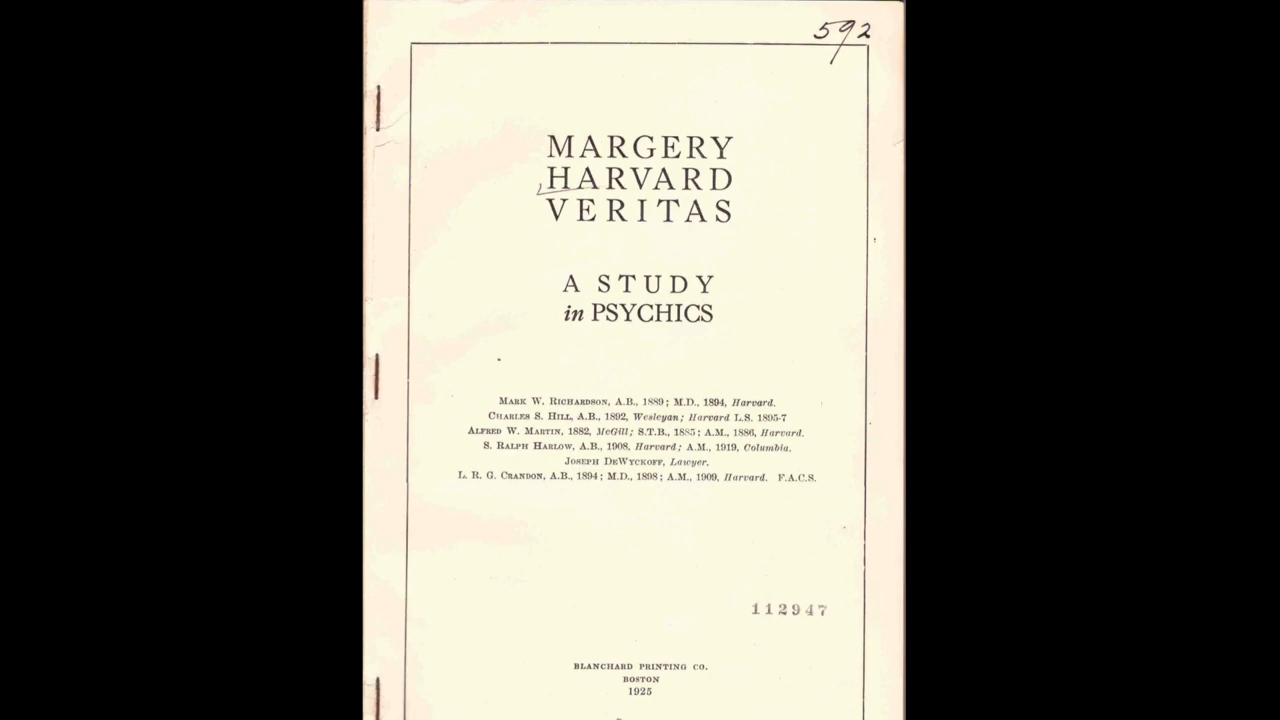 592
MARGERY
HARVARD
VERITAS
A STUDY
in PSYCHICS
MARK W. RICHARDSON, A.B., 1889; M.D., 1894, Harvard.
CHARLES S. HILL, A.B., 1892, Wesleyan; Harvard L.S. 1895-7
ALFRED W. MARTIN, 1882, McGill; S.T.B., 1885; A.M., 1886, Harvard.
S. RALPH HARLOW, A.B., 1908, Harvard; A.M., 1919, Columbia.
JOSEPH DEWYCKOFF, Lawyer.
L. R. G. CRANDON, A.B., 1894; M.D., 1898; A.M., 1909, Harvard. F.A.C.S.
112947
BLANCHARD PRINTING CO.
BOSTON
1925